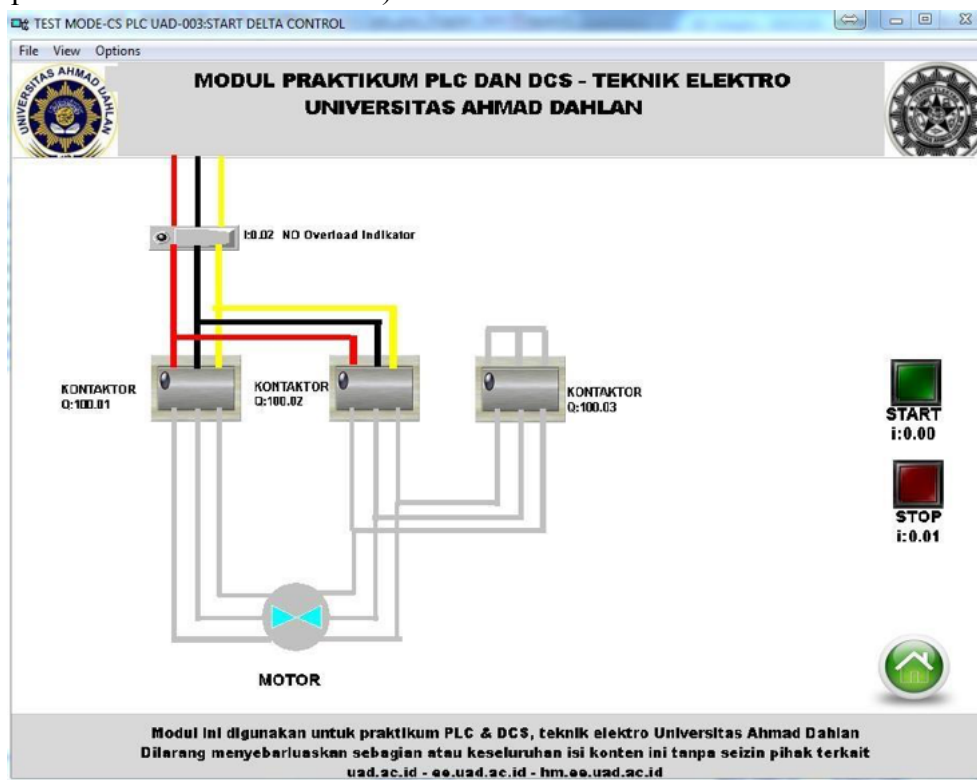 TEST MODE-CS PLC UAD-003:START DELTA CONTROL
File View Options
MODUL PRAKTIKUM PLC DAN DCS - TEKNIK ELEKTRO
UNIVERSITAS AHMAD DAHLAN
UNIVERSITAS AHMAD DAHLAN
I:0.02 NO Overload Indikator
KONTAKTOR
Q:100.01
KONTAKTOR
Q:100.02
KONTAKTOR
Q:100.03
START
i:0.00
STOP
i:0.01
MOTOR
Modul ini digunakan untuk praktikum PLC & DCS, teknik elektro Universitas Ahmad Dahlan
Dilarang menyebarluaskan sebagian atau keseluruhan isi konten ini tanpa seizin pihak terkait
uad.ac.id - ee.uad.ac.id - hm.ee.uad.ac.id